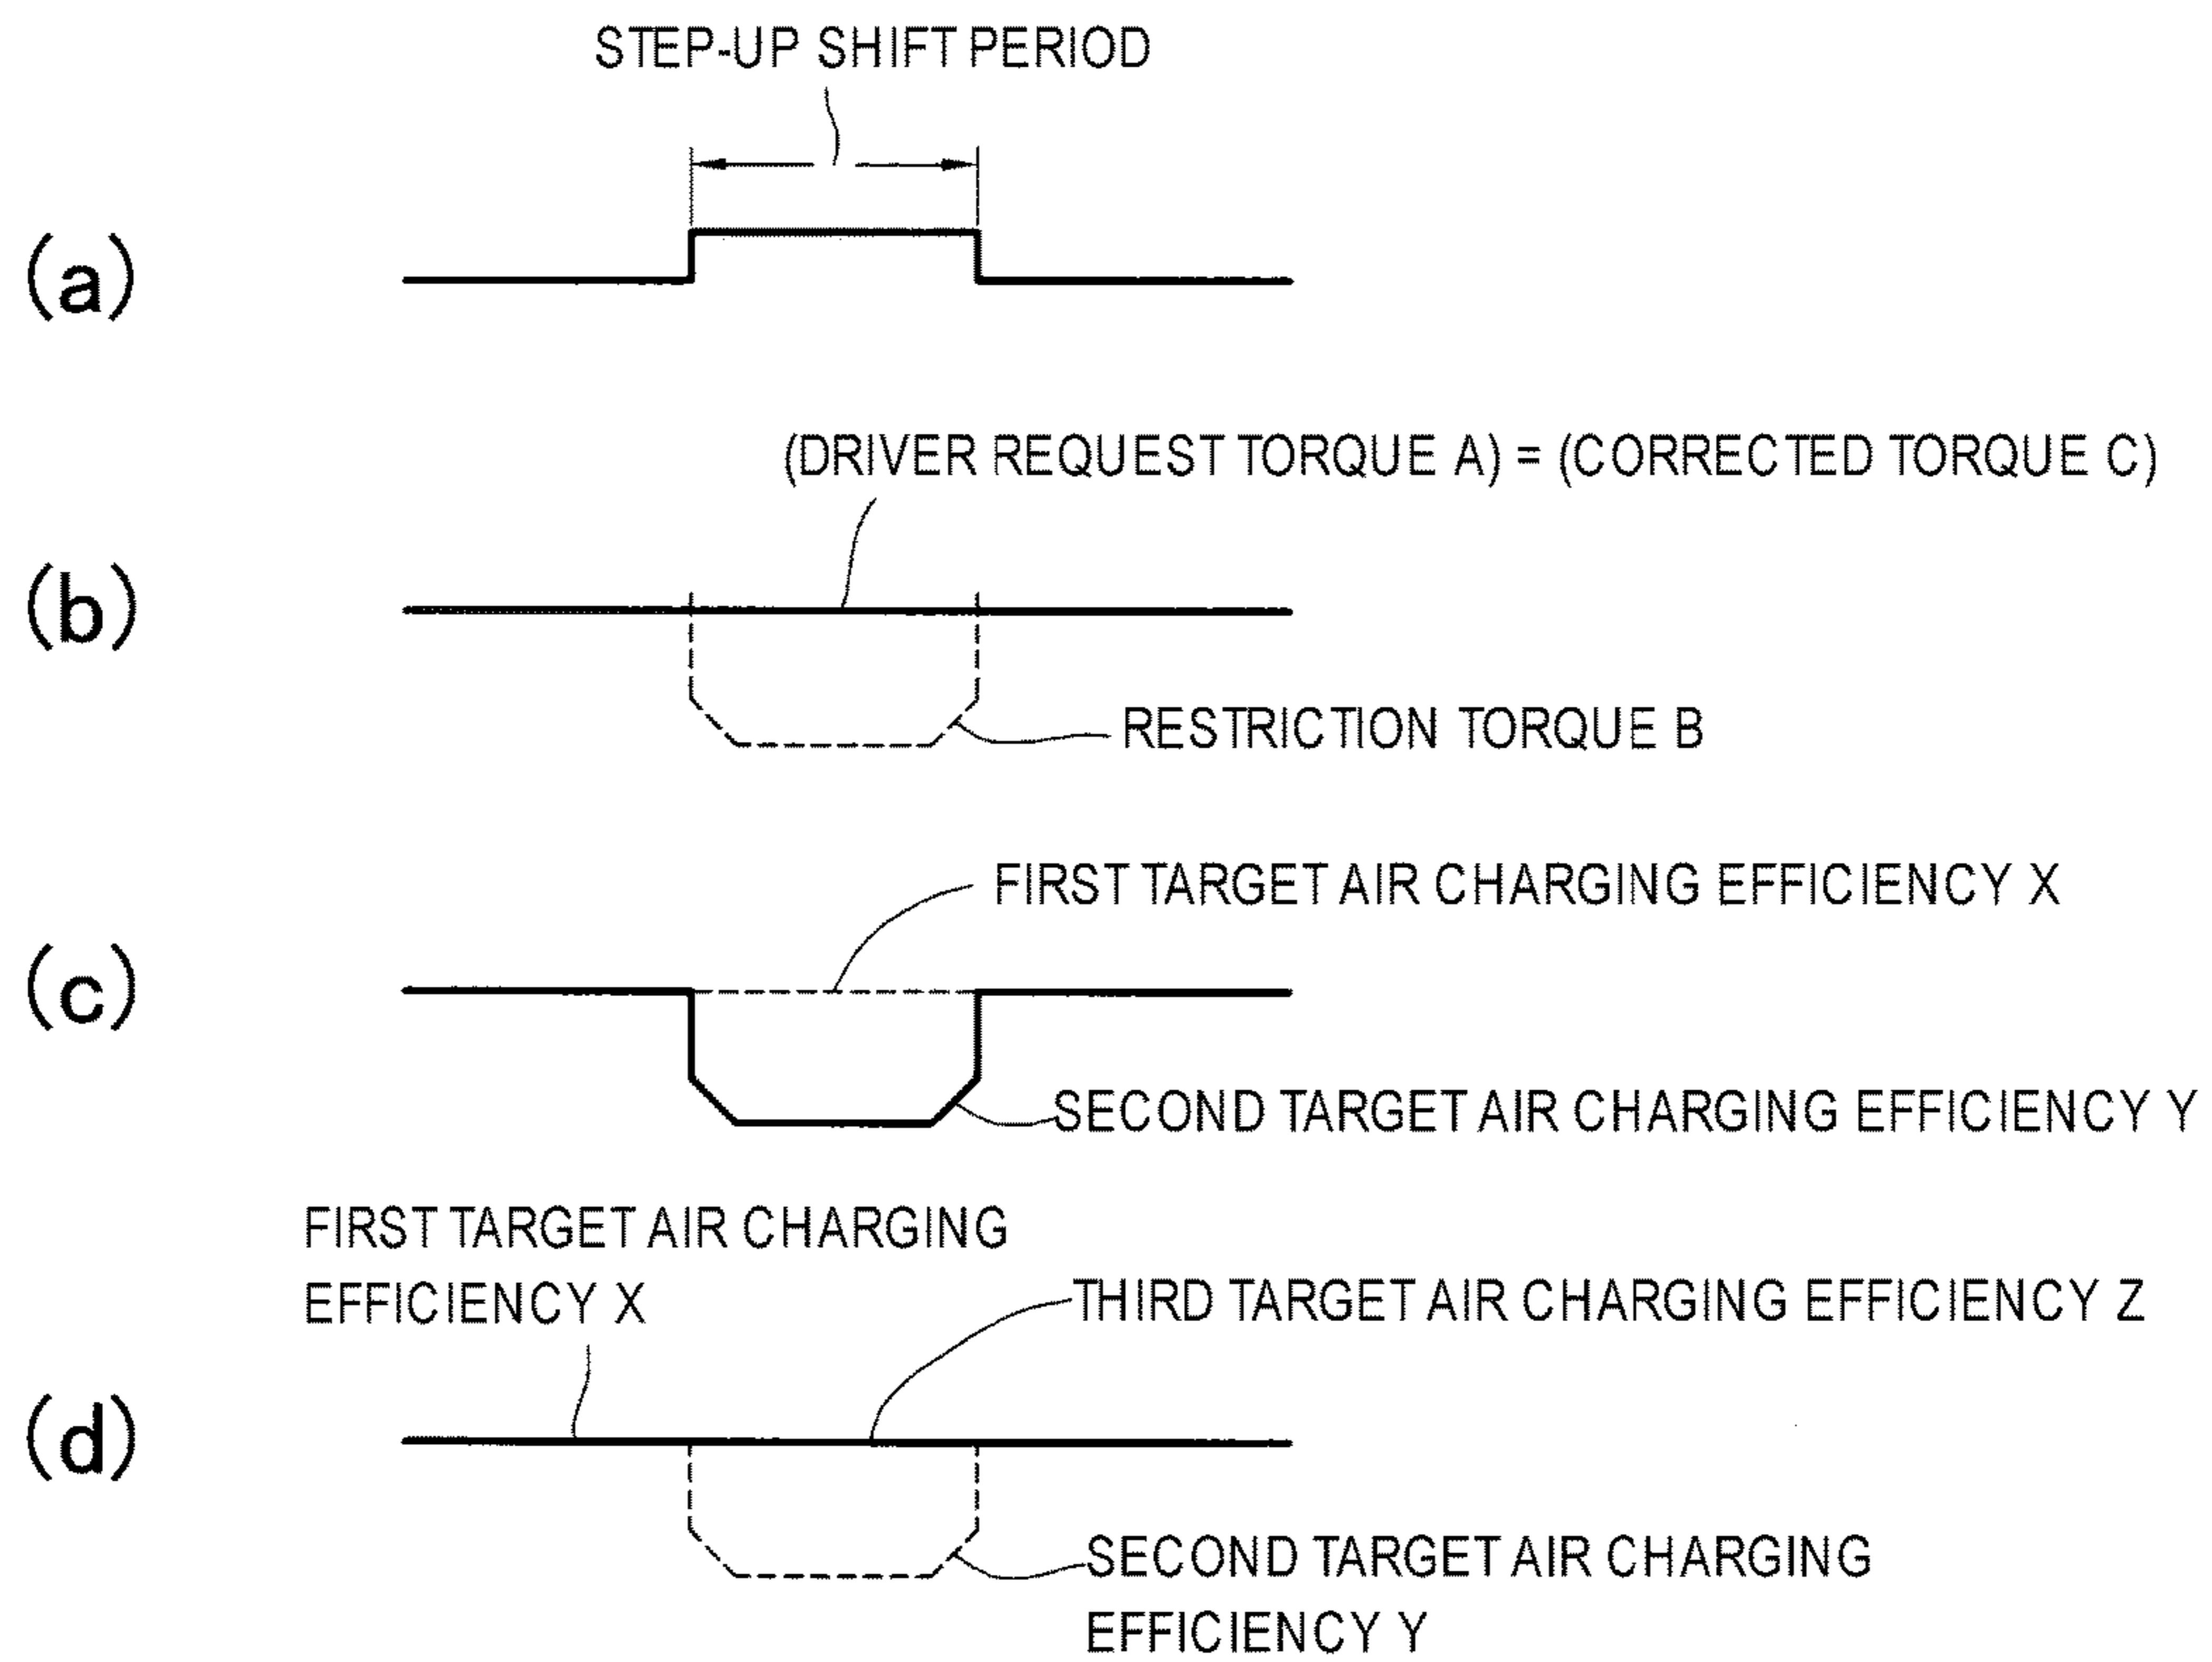 STEP-UP SHIFT PERIOD
(a)
(DRIVER REQUEST TORQUE A) = (CORRECTED TORQUE C)
(b)
RESTRICTION TORQUE B
FIRST TARGET AIR CHARGING EFFICIENCY X
(c)
SECOND TARGET AIR CHARGING EFFICIENCY Y
FIRST TARGET AIR CHARGING
EFFICIENCY X
THIRD TARGET AIR CHARGING EFFICIENCY Z
(d)
SECOND TARGET AIR CHARGING
EFFICIENCY Y